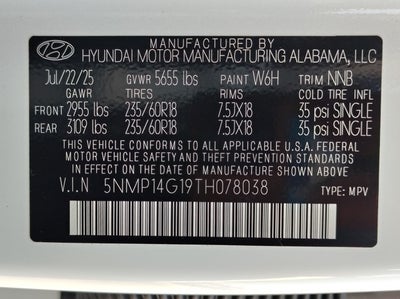 MANUFACTURED BY
HYUNDAI MOTOR MANUFACTURING ALABAMA, LLC
Jul/22/25 GVWR 5655 lbs PAINT W6H TRIM NNB
GAWR TIRES RIMS COLD TIRE INFL
FRONT 2955 lbs 235/60R18 7.5JX18 35 psi SINGLE
REAR 3109 lbs 235/60R18 7.5JX18 35 psi SINGLE
THIS VEHICLE CONFORMS TO ALL APPLICABLE U.S.A FEDERAL
MOTOR VEHICLE SAFETY, BUMPER, AND THEFT PREVENTION
STANDARDS IN EFFECT ON THE DATE OF MANUFACTURE SHOWN ABOVE.
V.I.N 5NMP14G19TH078038 TYPE: MPV